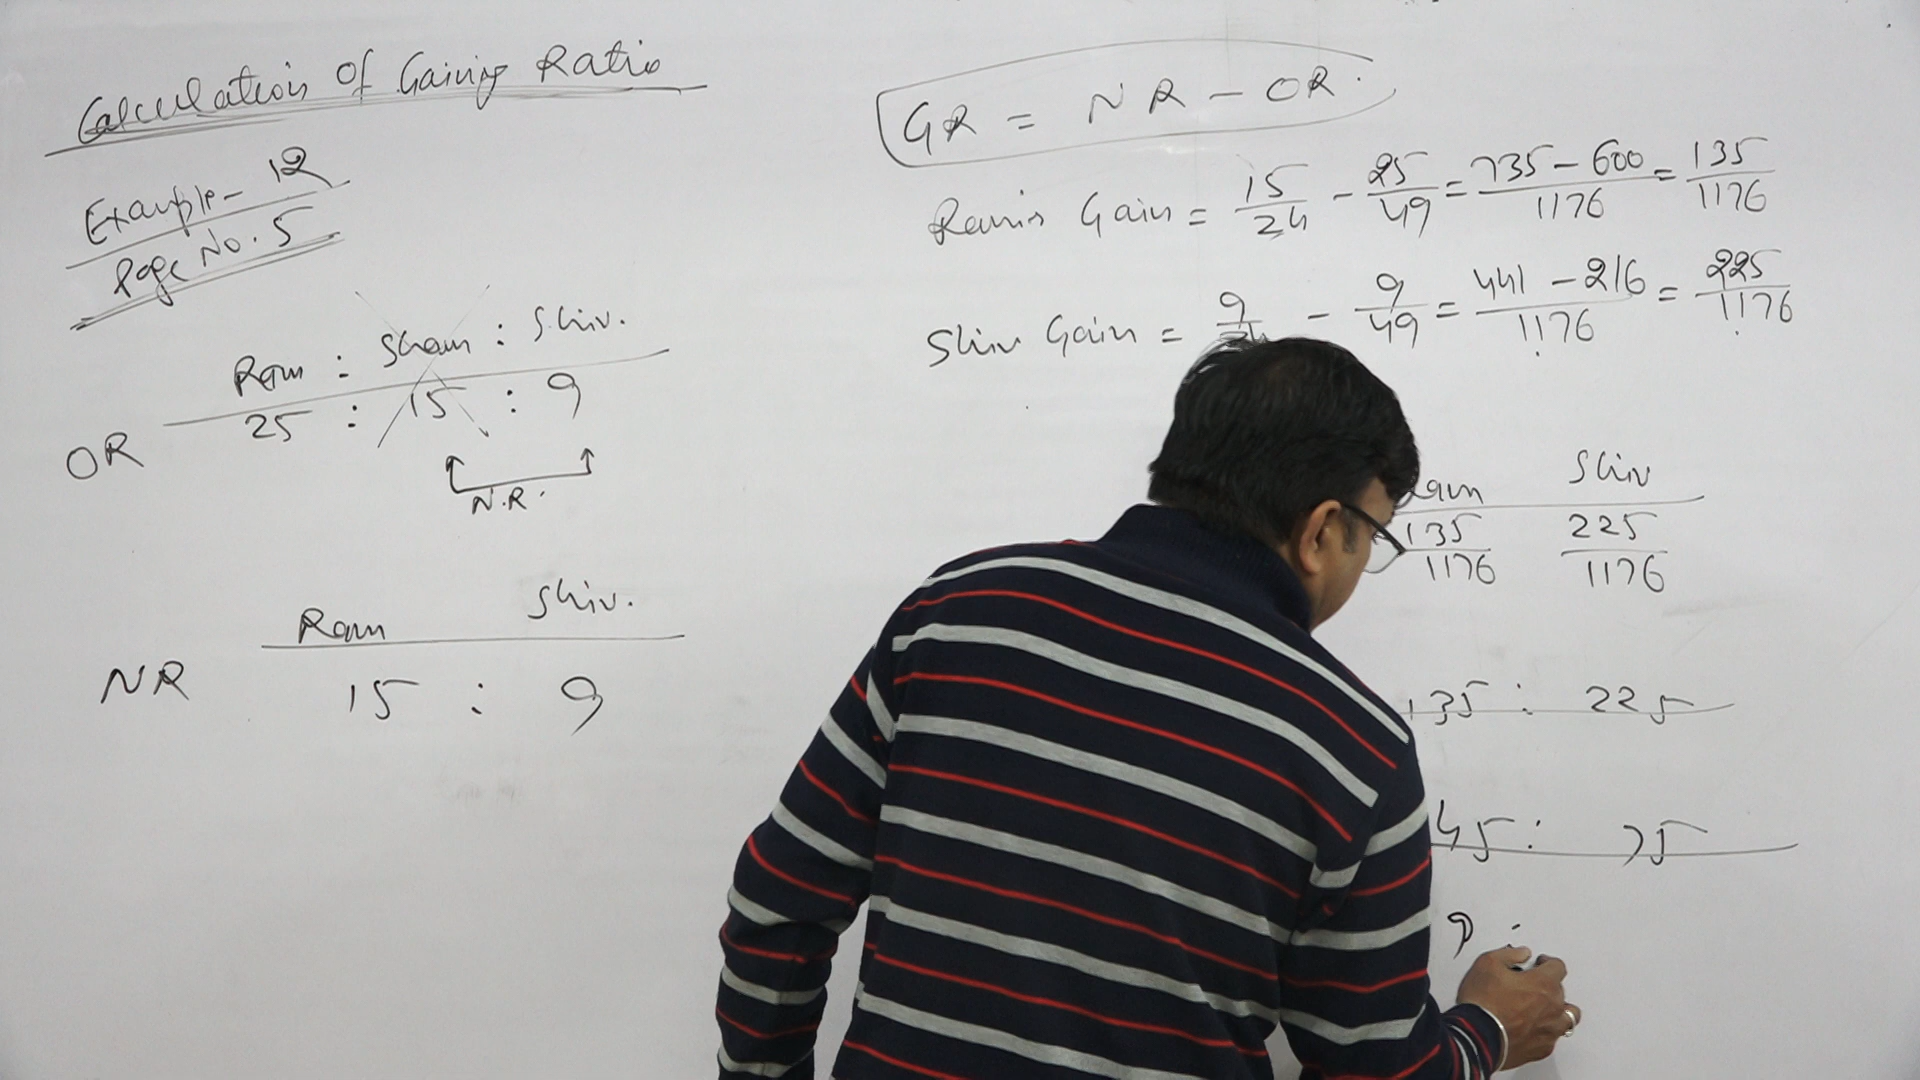 Calculation Of Gaining Ratio
Example - 12
Page No. 5
Ram : Sham : Shiv.
OR 25 : 15 : 9
N.R.
Ram Shiv.
NR 15 : 9
GR = NR - OR.
Ram's Gain = 15/24 - 25/49 = 735 - 600/1176 = 135/1176
Shiv Gain = 9/24 - 9/49 = 441 - 216/1176 = 225/1176
Ram Shiv
135/1176 225/1176
135 : 225
45 : 75
9 :